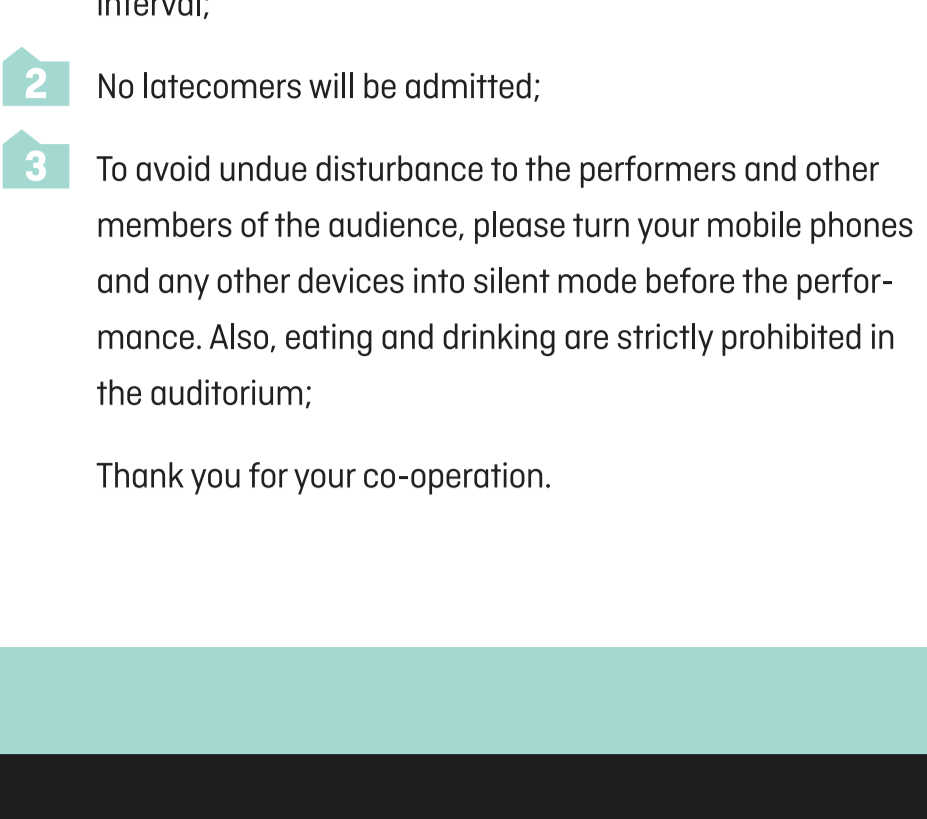 interval;
2 No latecomers will be admitted;
3 To avoid undue disturbance to the performers and other
members of the audience, please turn your mobile phones
and any other devices into silent mode before the perfor-
mance. Also, eating and drinking are strictly prohibited in
the auditorium;
Thank you for your co-operation.